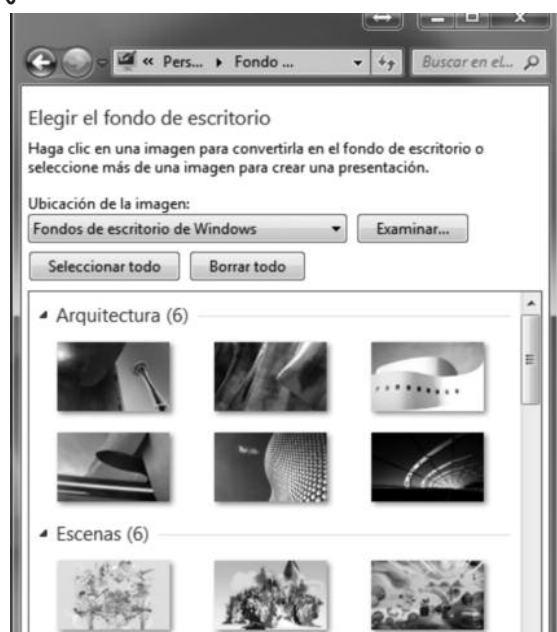 « Pers... ▸ Fondo ...
Buscar en el...
Elegir el fondo de escritorio
Haga clic en una imagen para convertirla en el fondo de escritorio o
seleccione más de una imagen para crear una presentación.
Ubicación de la imagen:
Fondos de escritorio de Windows
Examinar...
Seleccionar todo
Borrar todo
Arquitectura (6)
Escenas (6)